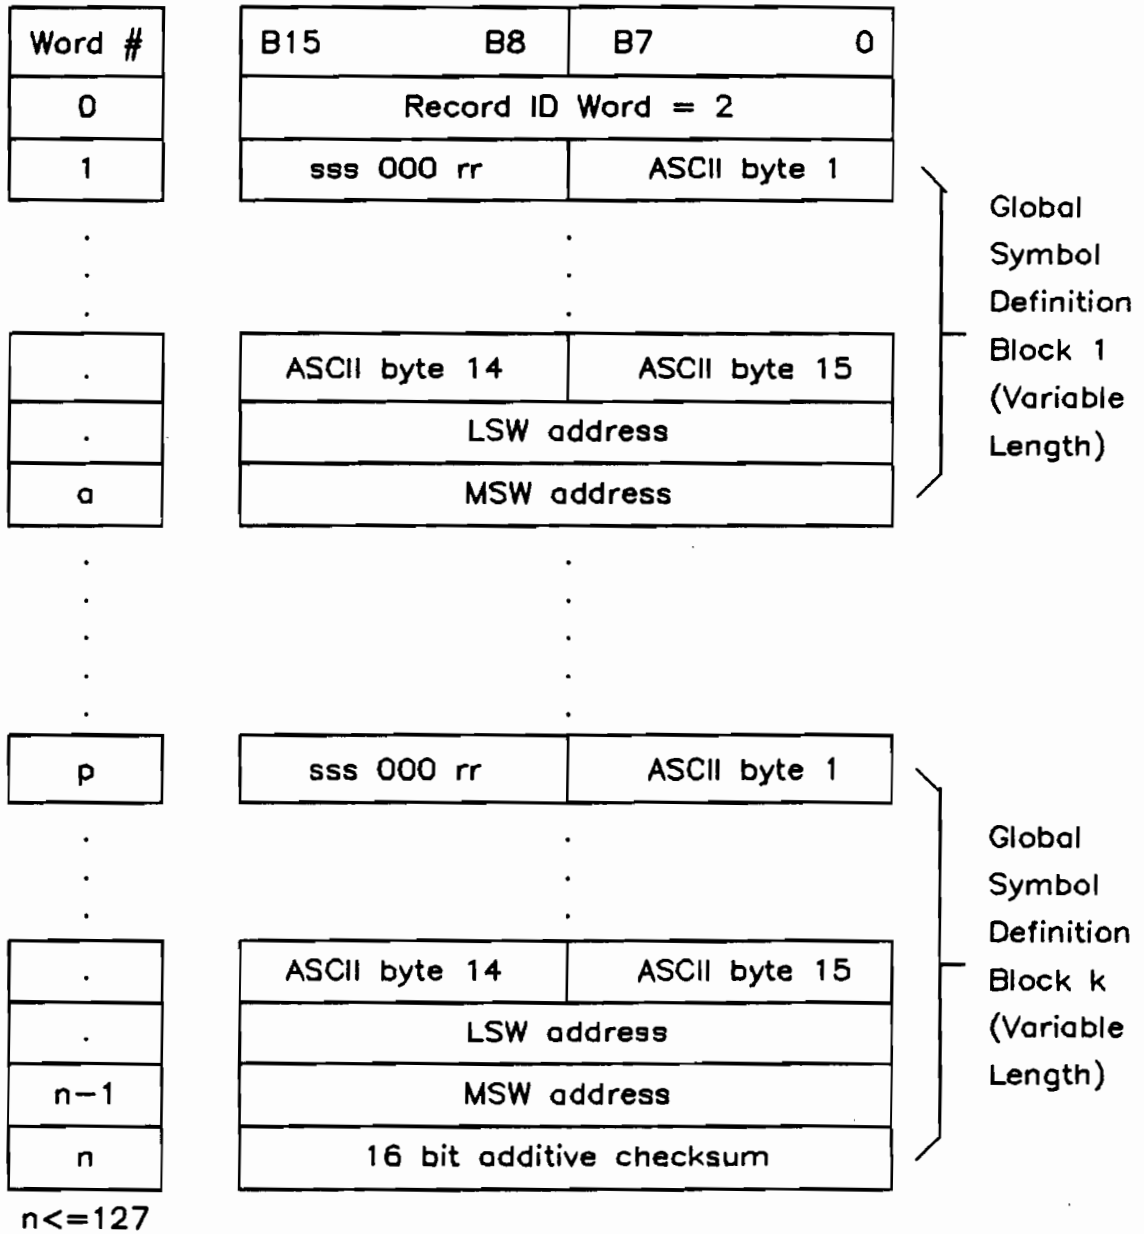 Word # B15 B8 B7 0
0 Record ID Word = 2
1 sss 000 rr ASCII byte 1
Global
Symbol
Definition
Block 1
(Variable
Length)
. ASCII byte 14 ASCII byte 15
. LSW address
a MSW address
p sss 000 rr ASCII byte 1
Global
Symbol
Definition
Block k
(Variable
Length)
. ASCII byte 14 ASCII byte 15
. LSW address
n-1 MSW address
n 16 bit additive checksum
n<=127